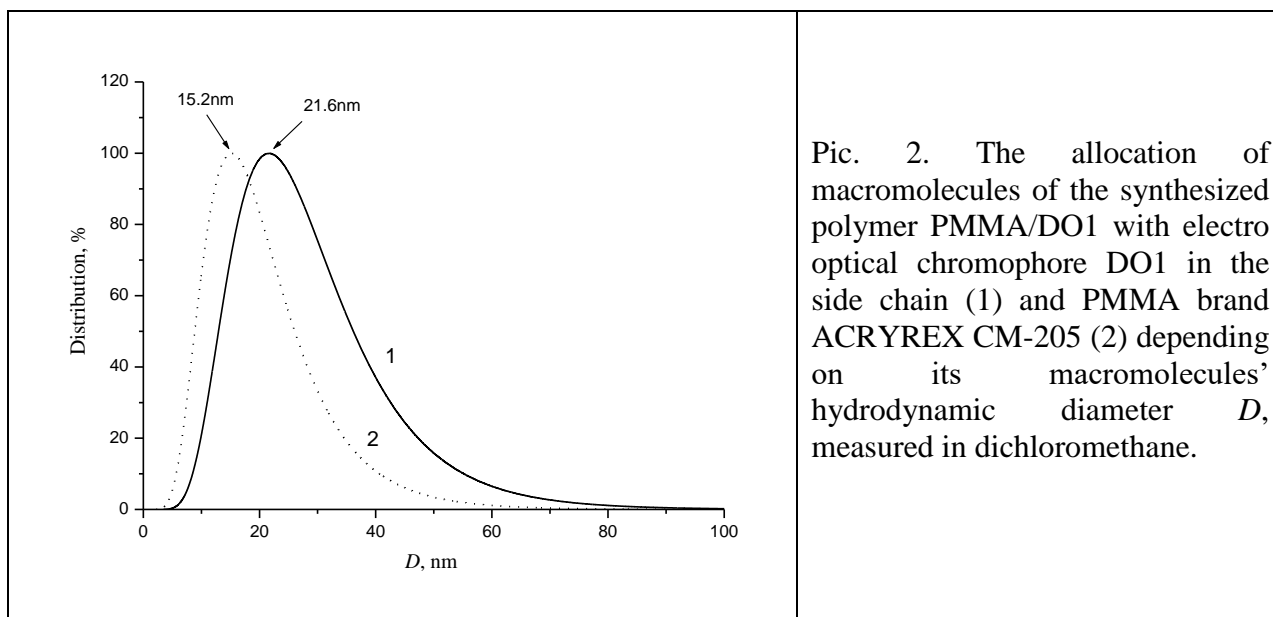 120
100
80
60
40
20
0
Distribution, %
15.2nm
21.6nm
1
2
0 20 40 60 80 100
D, nm
Pic. 2. The allocation of
macromolecules of the synthesized
polymer PMMA/DO1 with electro
optical chromophore DO1 in the
side chain (1) and PMMA brand
ACRYREX CM-205 (2) depending
on its macromolecules’
hydrodynamic diameter D,
measured in dichloromethane.